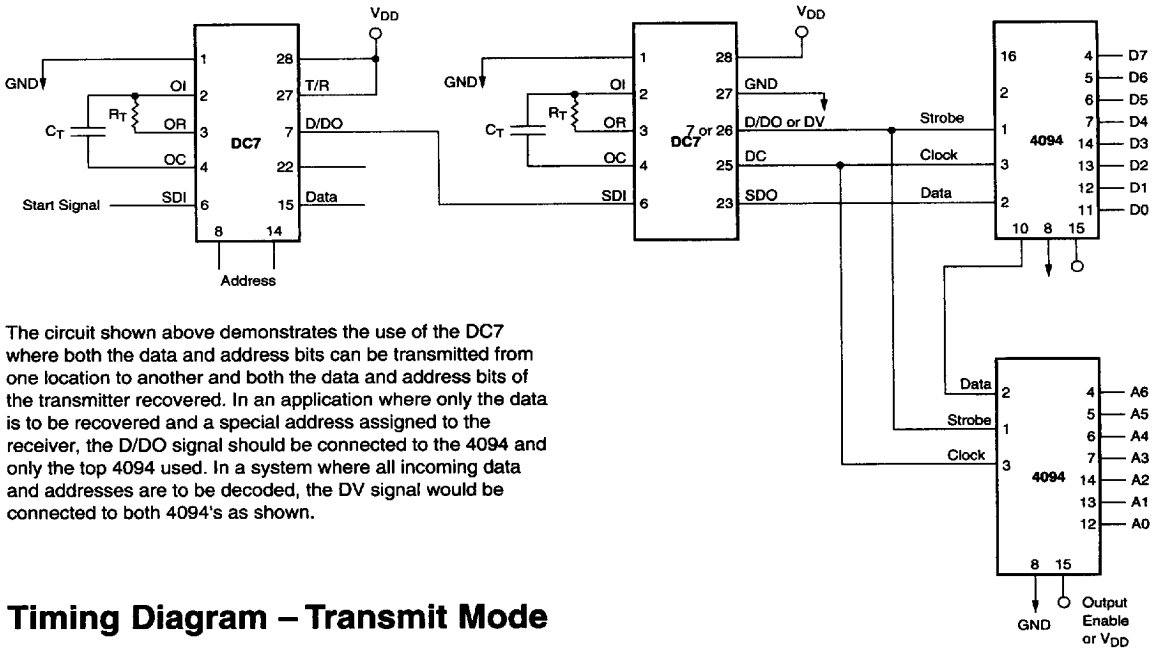 VDD
VDD
1
28
GND
OI
2
T/R
27
RT
CT
OR
3
D/DO
7
DC7
OC
4
22
Start Signal
SDI
6
Data
15
8
14
Address
1
28
GND
OI
2
GND
27
RT
CT
OR
3
D/DO or DV
7 or 26
DC7
OC
4
DC
25
SDI
6
SDO
23
Strobe
Clock
Data
16
2
1
3
2
4094
4
D7
5
D6
6
D5
7
D4
14
D3
13
D2
12
D1
11
D0
10
8
15
The circuit shown above demonstrates the use of the DC7
where both the data and address bits can be transmitted from
one location to another and both the data and address bits of
the transmitter recovered. In an application where only the data
is to be recovered and a special address assigned to the
receiver, the D/DO signal should be connected to the 4094 and
only the top 4094 used. In a system where all incoming data
and addresses are to be decoded, the DV signal would be
connected to both 4094's as shown.
Data
2
Strobe
1
Clock
3
4094
4
A6
5
A5
6
A4
7
A3
14
A2
13
A1
12
A0
8
15
GND
Output
Enable
or VDD
Timing Diagram – Transmit Mode